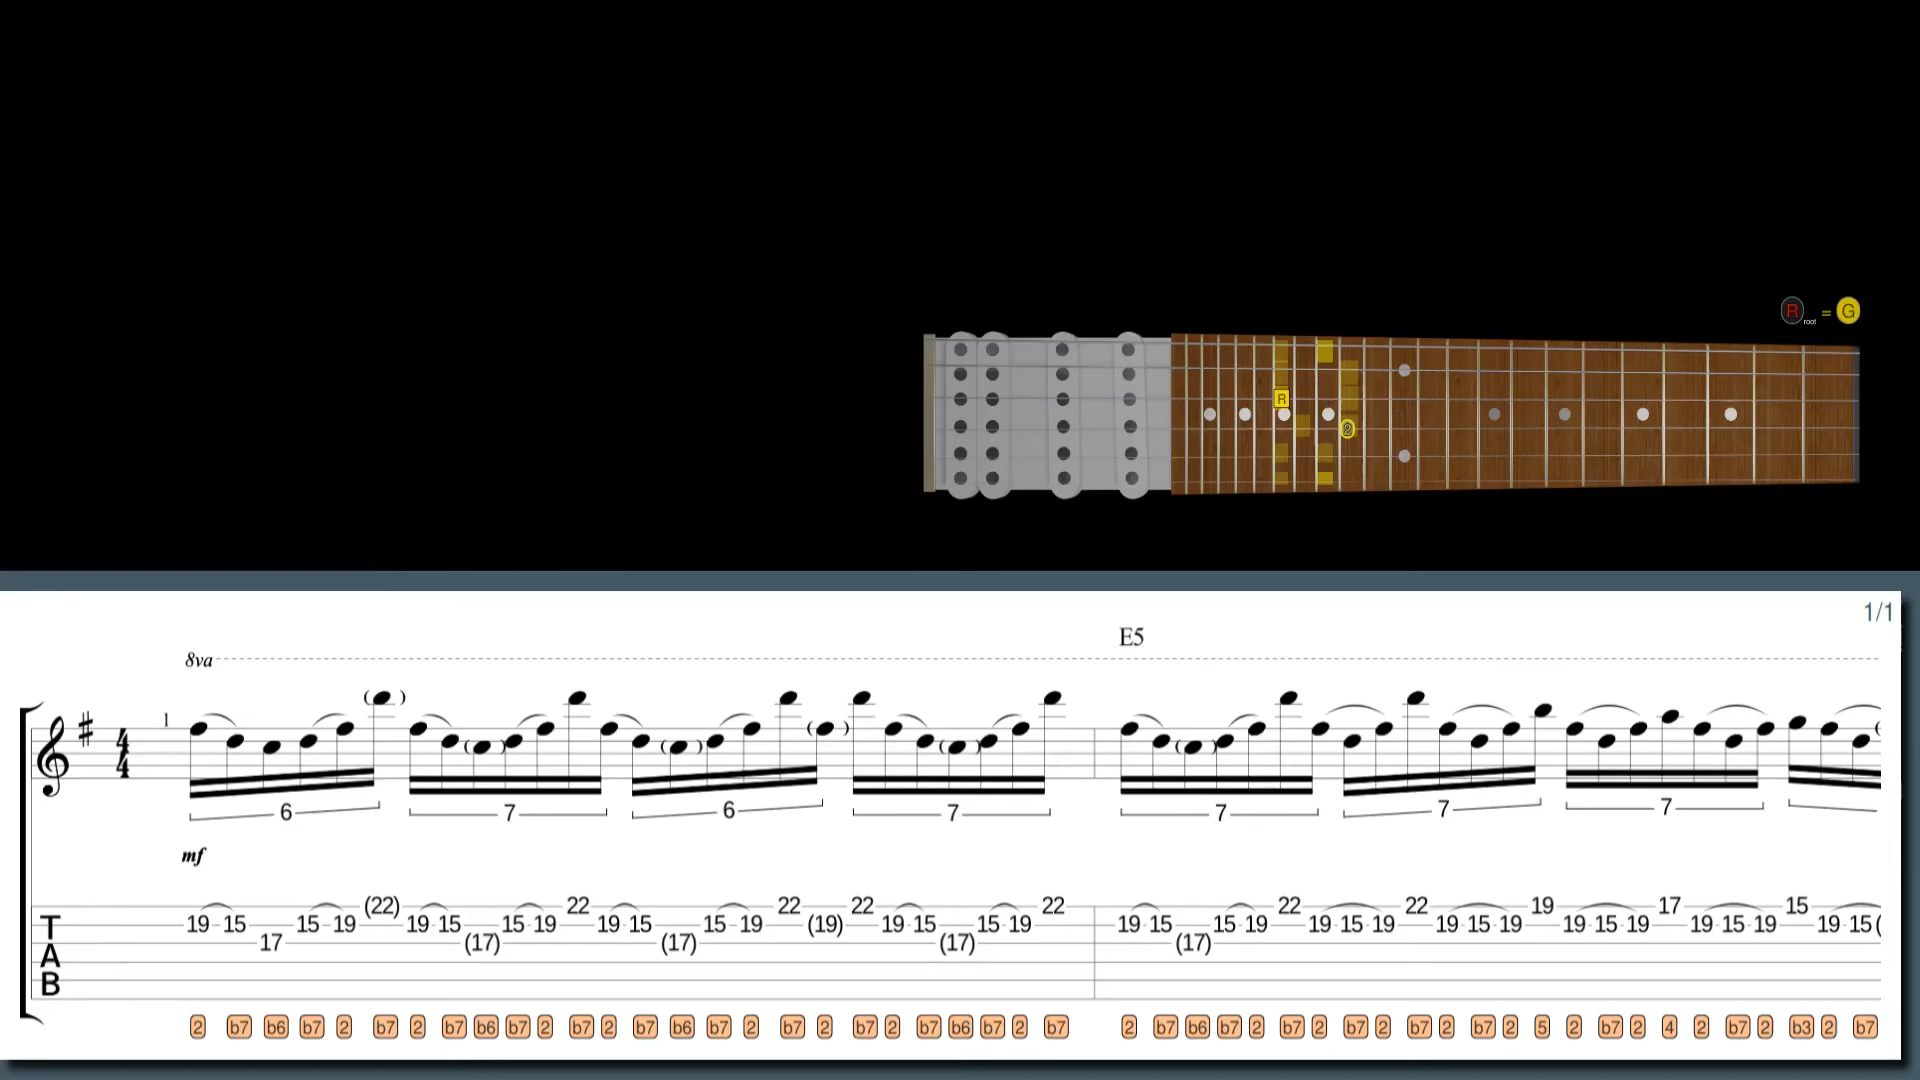 R root = G
R
2
1/1
E5
8va
1
6 7 6 7 7 7 7
mf
(22) 22 22 22 22 22 22 19 17 15
T 19 15 15 19 19 15 15 19 19 15 15 19 (19) 19 15 15 19 19 15 15 19 19 15 19 19 15 19 19 15 19 19 15 19 19 15 (
17 (17) (17) (17) (17)
A
B
2 b7 b6 b7 2 b7 2 b7 b6 b7 2 b7 2 b7 b6 b7 2 b7 2 b7 2 b7 b6 b7 2 b7 2 b7 b6 b7 2 b7 2 b7 2 b7 2 b7 2 5 2 b7 2 4 2 b7 2 b3 2 b7